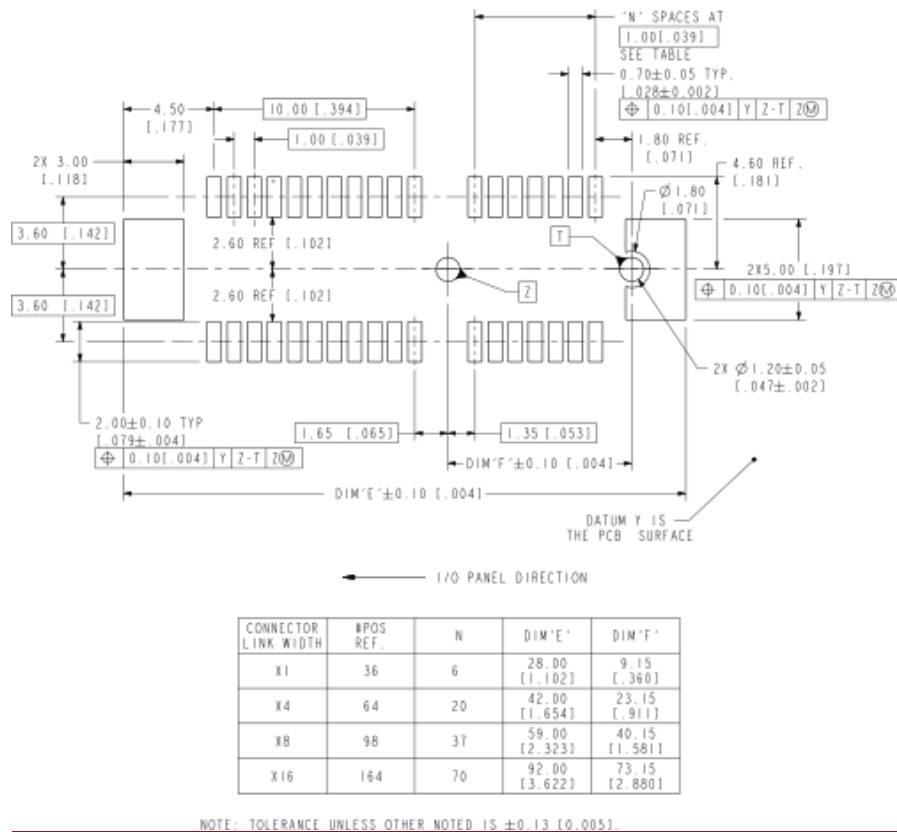 'N' SPACES AT
1.00[.039]
SEE TABLE
0.70±0.05 TYP.
[.028±0.002]
⌖ 0.10[.004] Y Z-T ZⓂ
4.50
[.177]
10.00 [.394]
1.00 [.039]
1.80 REF.
[.071]
2X 3.00
[.118]
4.60 REF.
[.181]
Ø1.80
[.071]
3.60 [.142]
2.60 REF [.102]
T
2X5.00 [.197]
⌖ 0.10[.004] Y Z-T ZⓂ
Z
2.60 REF [.102]
3.60 [.142]
2X Ø1.20±0.05
[.047±.002]
2.00±0.10 TYP
[.079±.004]
⌖ 0.10[.004] Y Z-T ZⓂ
1.65 [.065]
1.35 [.053]
DIM'F'±0.10 [.004]
DIM'E'±0.10 [.004]
DATUM Y IS
THE PCB SURFACE
I/O PANEL DIRECTION
CONNECTOR LINK WIDTH #POS REF. N DIM'E' DIM'F'
X1 36 6 28.00 [1.102] 9.15 [.360]
X4 64 20 42.00 [1.654] 23.15 [.911]
X8 98 37 59.00 [2.323] 40.15 [1.581]
X16 164 70 92.00 [3.622] 73.15 [2.880]
NOTE: TOLERANCE UNLESS OTHER NOTED IS ±0.13 [0.005].